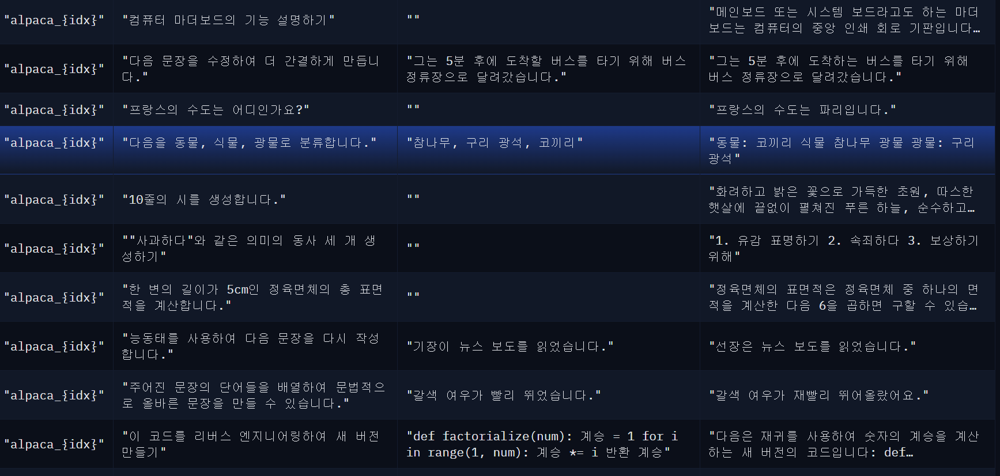 "메인보드 또는 시스템 보드라고도 하는 마더
"alpaca_{idx}" "컴퓨터 마더보드의 기능 설명하기" ""
보드는 컴퓨터의 중앙 인쇄 회로 기판입니다…
"다음 문장을 수정하여 더 간결하게 만듭니 "그는 5분 후에 도착할 버스를 타기 위해 버스 "그는 5분 후에 도착하는 버스를 타기 위해
"alpaca_{idx}"
다." 정류장으로 달려갔습니다." 버스 정류장으로 달려갔습니다."
"alpaca_{idx}" "프랑스의 수도는 어디인가요?" "" "프랑스의 수도는 파리입니다."
"alpaca_{idx}" "다음을 동물, 식물, 광물로 분류합니다." "참나무, 구리 광석, 코끼리" "동물: 코끼리 식물 참나무 광물 광물: 구리
광석"
"화려하고 밝은 꽃으로 가득한 초원, 따스한
"alpaca_{idx}" "10줄의 시를 생성합니다." ""
햇살에 끝없이 펼쳐진 푸른 하늘, 순수하고…
""사과하다"와 같은 의미의 동사 세 개 생 "1. 유감 표명하기 2. 속죄하다 3. 보상하기
"alpaca_{idx}" ""
성하기" 위해"
"한 변의 길이가 5cm인 정육면체의 총 표면 "정육면체의 표면적은 정육면체 중 하나의 면
"alpaca_{idx}" ""
적을 계산합니다." 적을 계산한 다음 6을 곱하면 구할 수 있습…
"능동태를 사용하여 다음 문장을 다시 작성
"alpaca_{idx}" "기장이 뉴스 보도를 읽었습니다." "선장은 뉴스 보도를 읽었습니다."
합니다."
"주어진 문장의 단어들을 배열하여 문법적으
"alpaca_{idx}" "갈색 여우가 빨리 뛰었습니다." "갈색 여우가 재빨리 뛰어올랐어요."
로 올바른 문장을 만들 수 있습니다."
"이 코드를 리버스 엔지니어링하여 새 버전 "def factorialize(num): 계승 = 1 for i "다음은 재귀를 사용하여 숫자의 계승을 계산
"alpaca_{idx}"
만들기" in range(1, num): 계승 *= i 반환 계승" 하는 새 버전의 코드입니다: def…